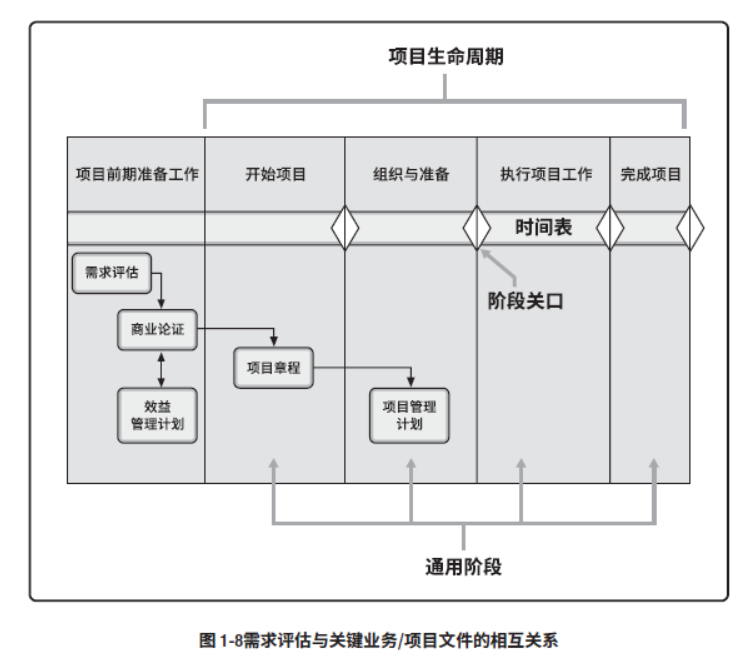 项目生命周期
项目前期准备工作
开始项目
组织与准备
执行项目工作
完成项目
时间表
需求评估
阶段关口
商业论证
项目章程
效益
管理计划
项目管理
计划
通用阶段
图 1-8需求评估与关键业务/项目文件的相互关系